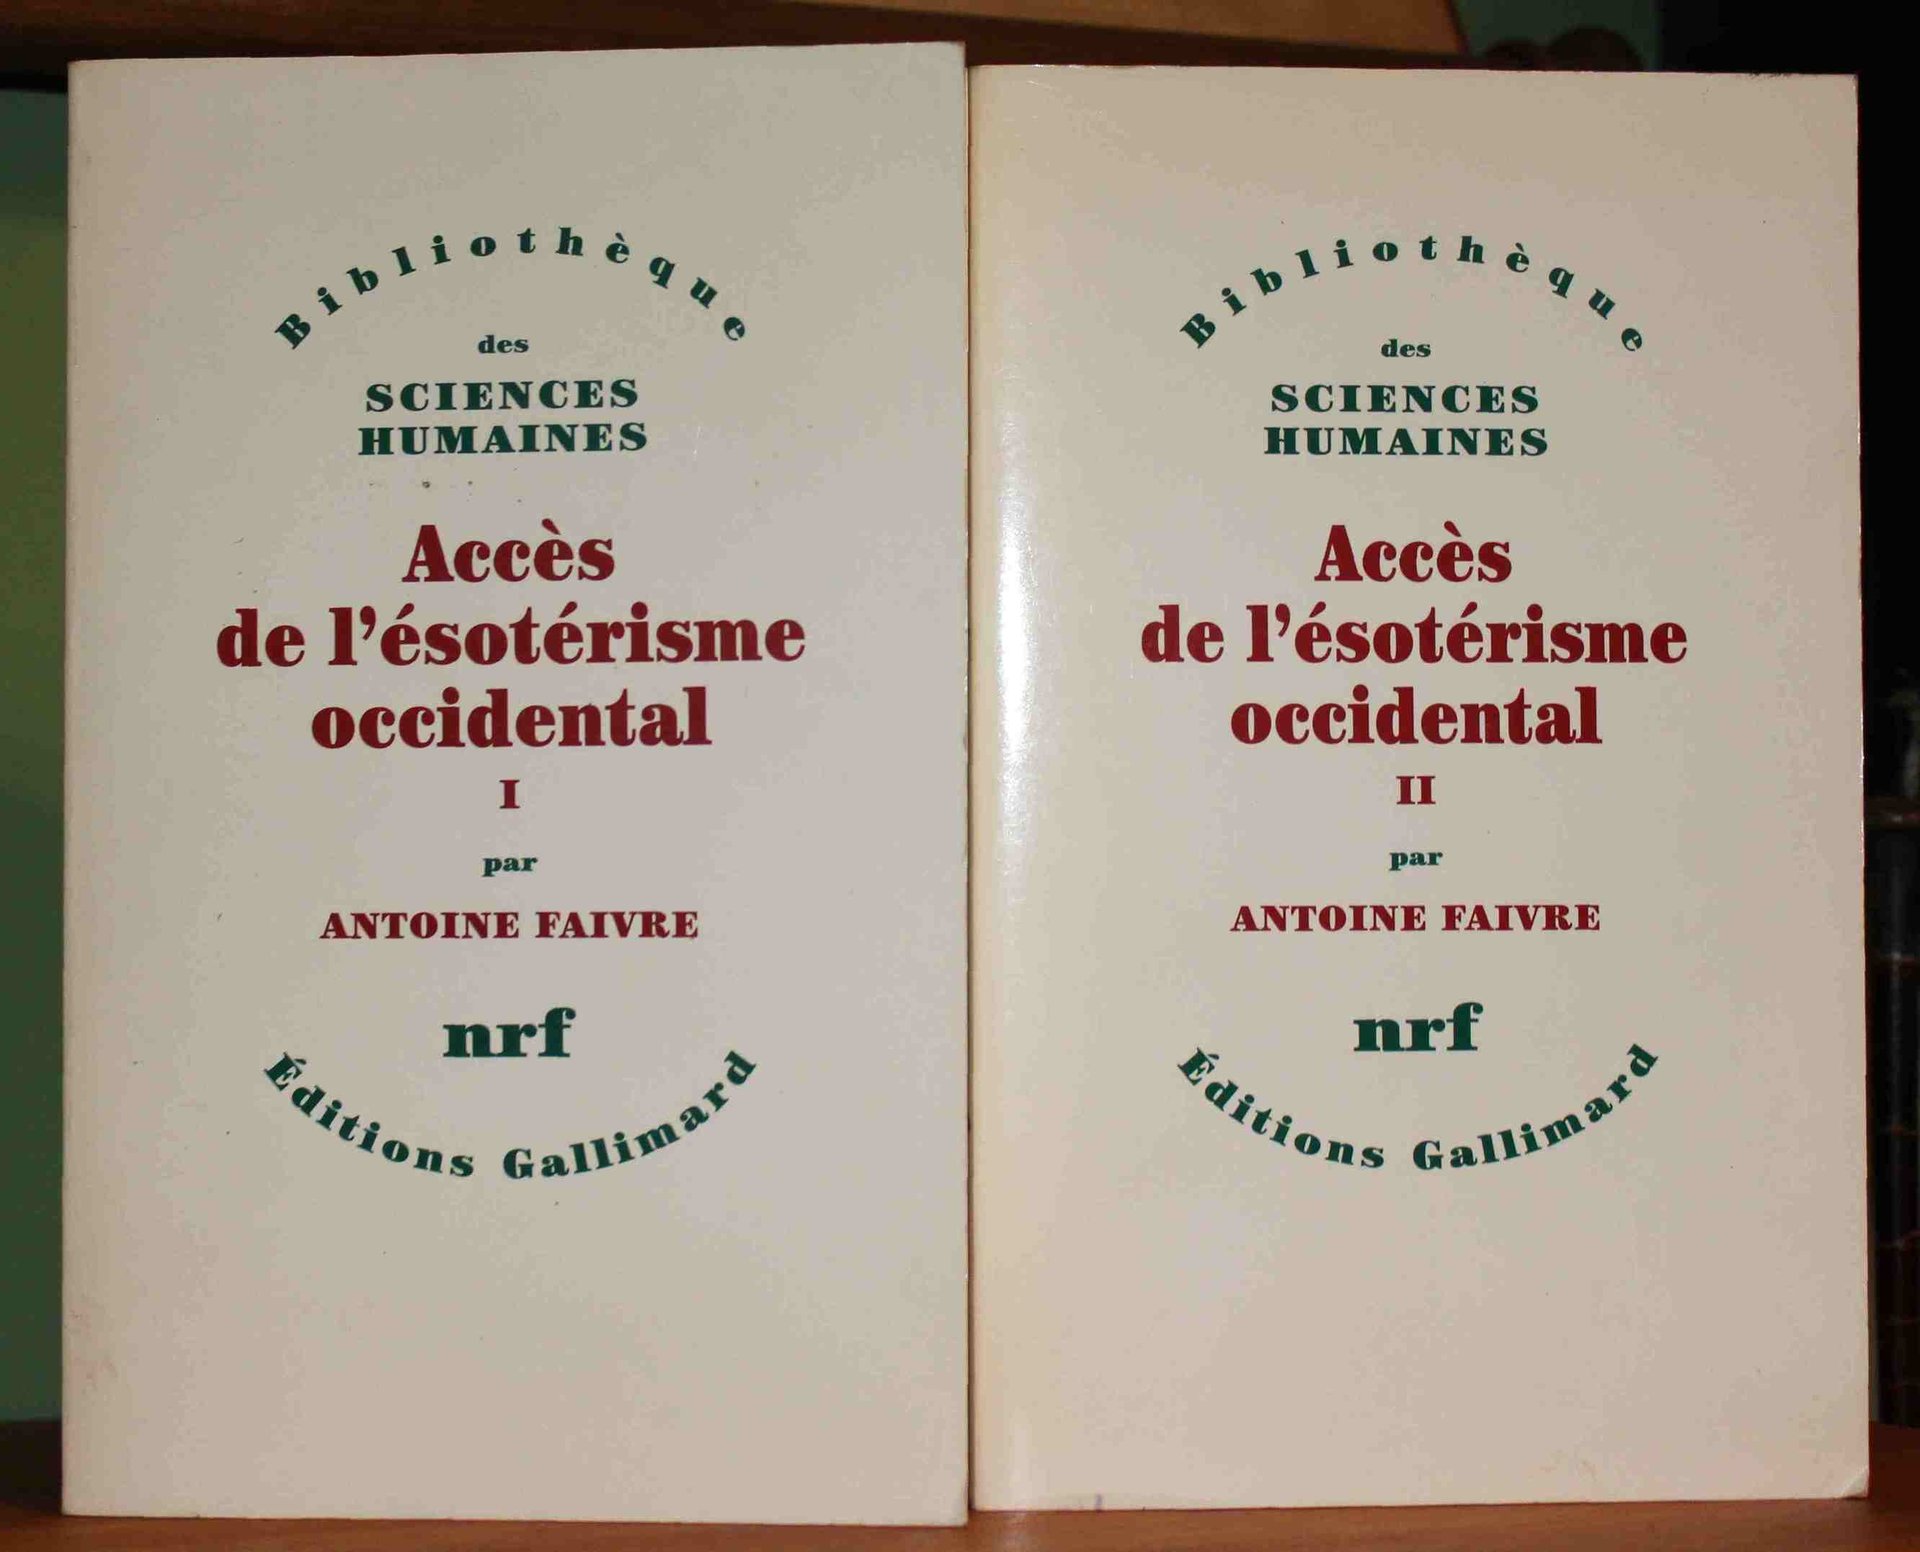 Bibliothèque
des
SCIENCES
HUMAINES
Accès
de l'ésotérisme
occidental
I
par
ANTOINE FAIVRE
nrf
Éditions Gallimard
Bibliothèque
des
SCIENCES
HUMAINES
Accès
de l'ésotérisme
occidental
II
par
ANTOINE FAIVRE
nrf
Éditions Gallimard